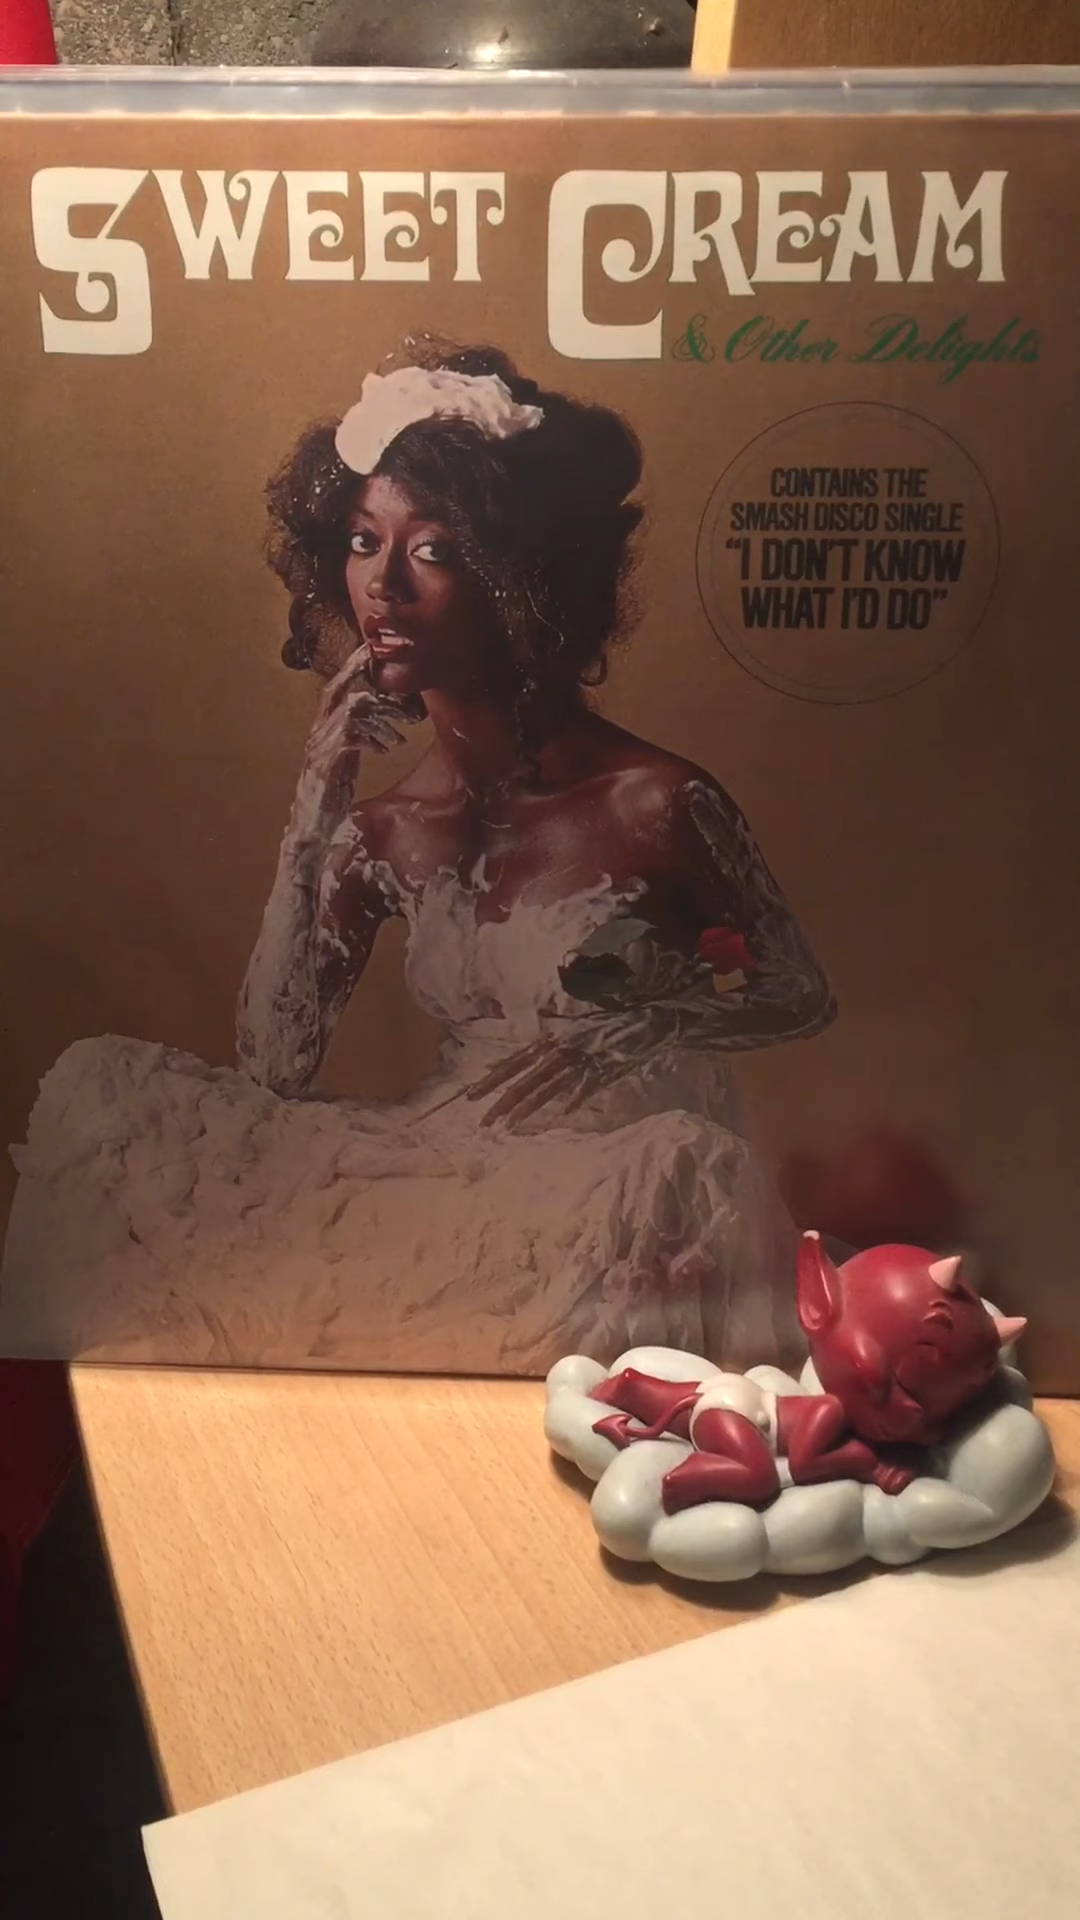 SWEET CREAM
& Other Delights
CONTAINS THE
SMASH DISCO SINGLE
"I DON'T KNOW
WHAT I'D DO"